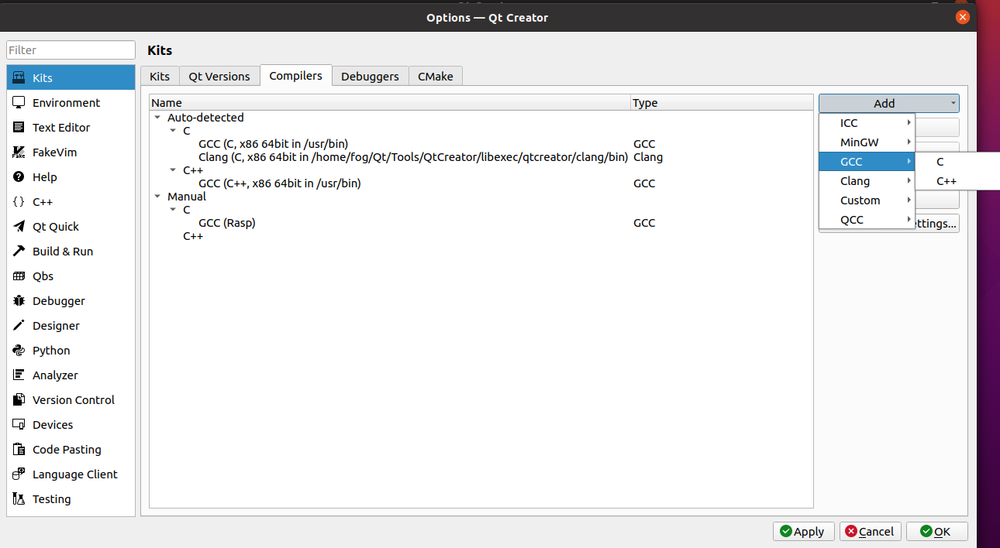 Options — Qt Creator
Filter
Kits
Environment
Text Editor
FakeVim
Help
C++
Qt Quick
Build & Run
Qbs
Debugger
Designer
Python
Analyzer
Version Control
Devices
Code Pasting
Language Client
Testing
Kits
Kits Qt Versions Compilers Debuggers CMake
Name Type
Auto-detected
C
GCC (C, x86 64bit in /usr/bin) GCC
Clang (C, x86 64bit in /home/fog/Qt/Tools/QtCreator/libexec/qtcreator/clang/bin) Clang
C++
GCC (C++, x86 64bit in /usr/bin) GCC
Manual
C
GCC (Rasp) GCC
C++
Add
ICC
MinGW
GCC
Clang
Custom
QCC
C
C++
ettings...
Apply Cancel OK